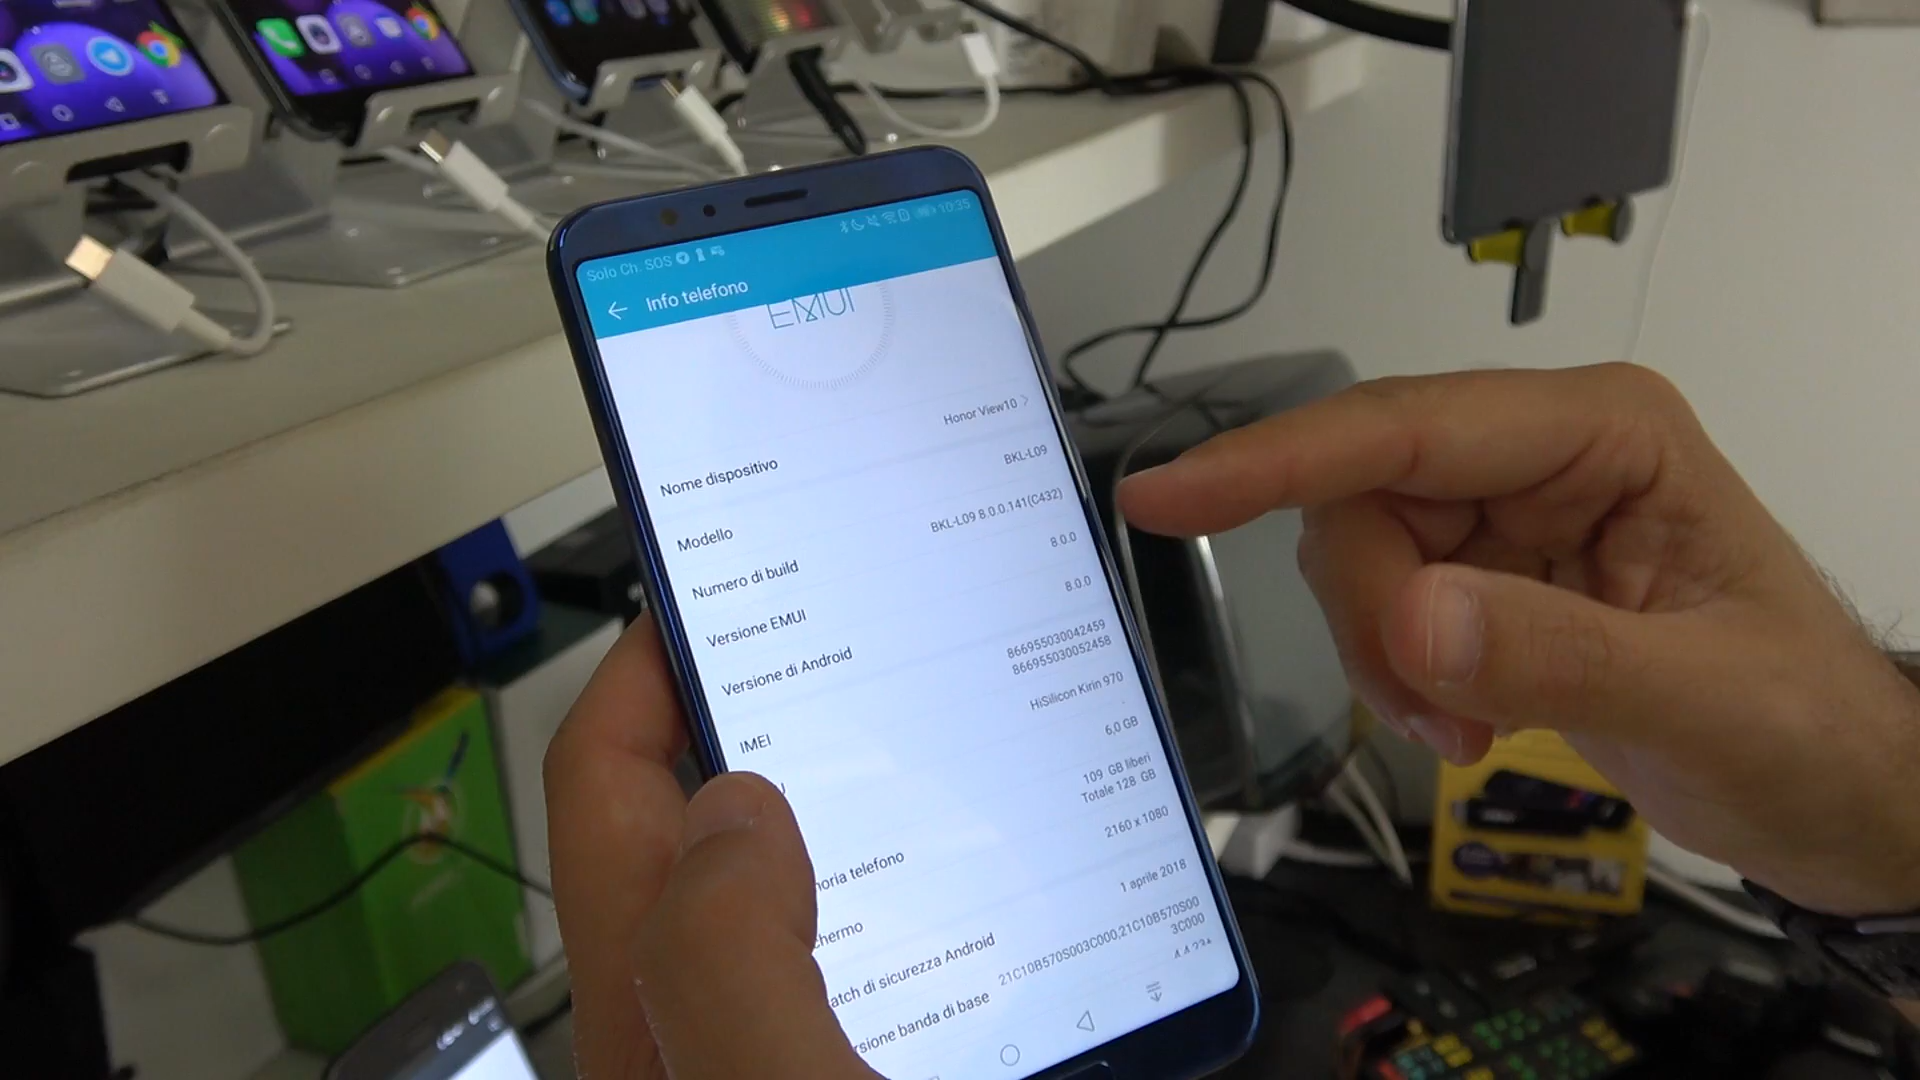 Solo Ch. SOS
10:35
Info telefono
EMUI
Nome dispositivo
Honor View10
Modello
BKL-L09
Numero di build
BKL-L09 8.0.0.141(C432)
Versione EMUI
8.0.0
Versione di Android
8.0.0
IMEI
866955030042459
866955030052458
HiSilicon Kirin 970
6,0 GB
oria telefono
109 GB liberi
Totale 128 GB
chermo
2160 x 1080
atch di sicurezza Android
1 aprile 2018
rsione banda di base
21C10B570S003C000,21C10B570S00
3C000